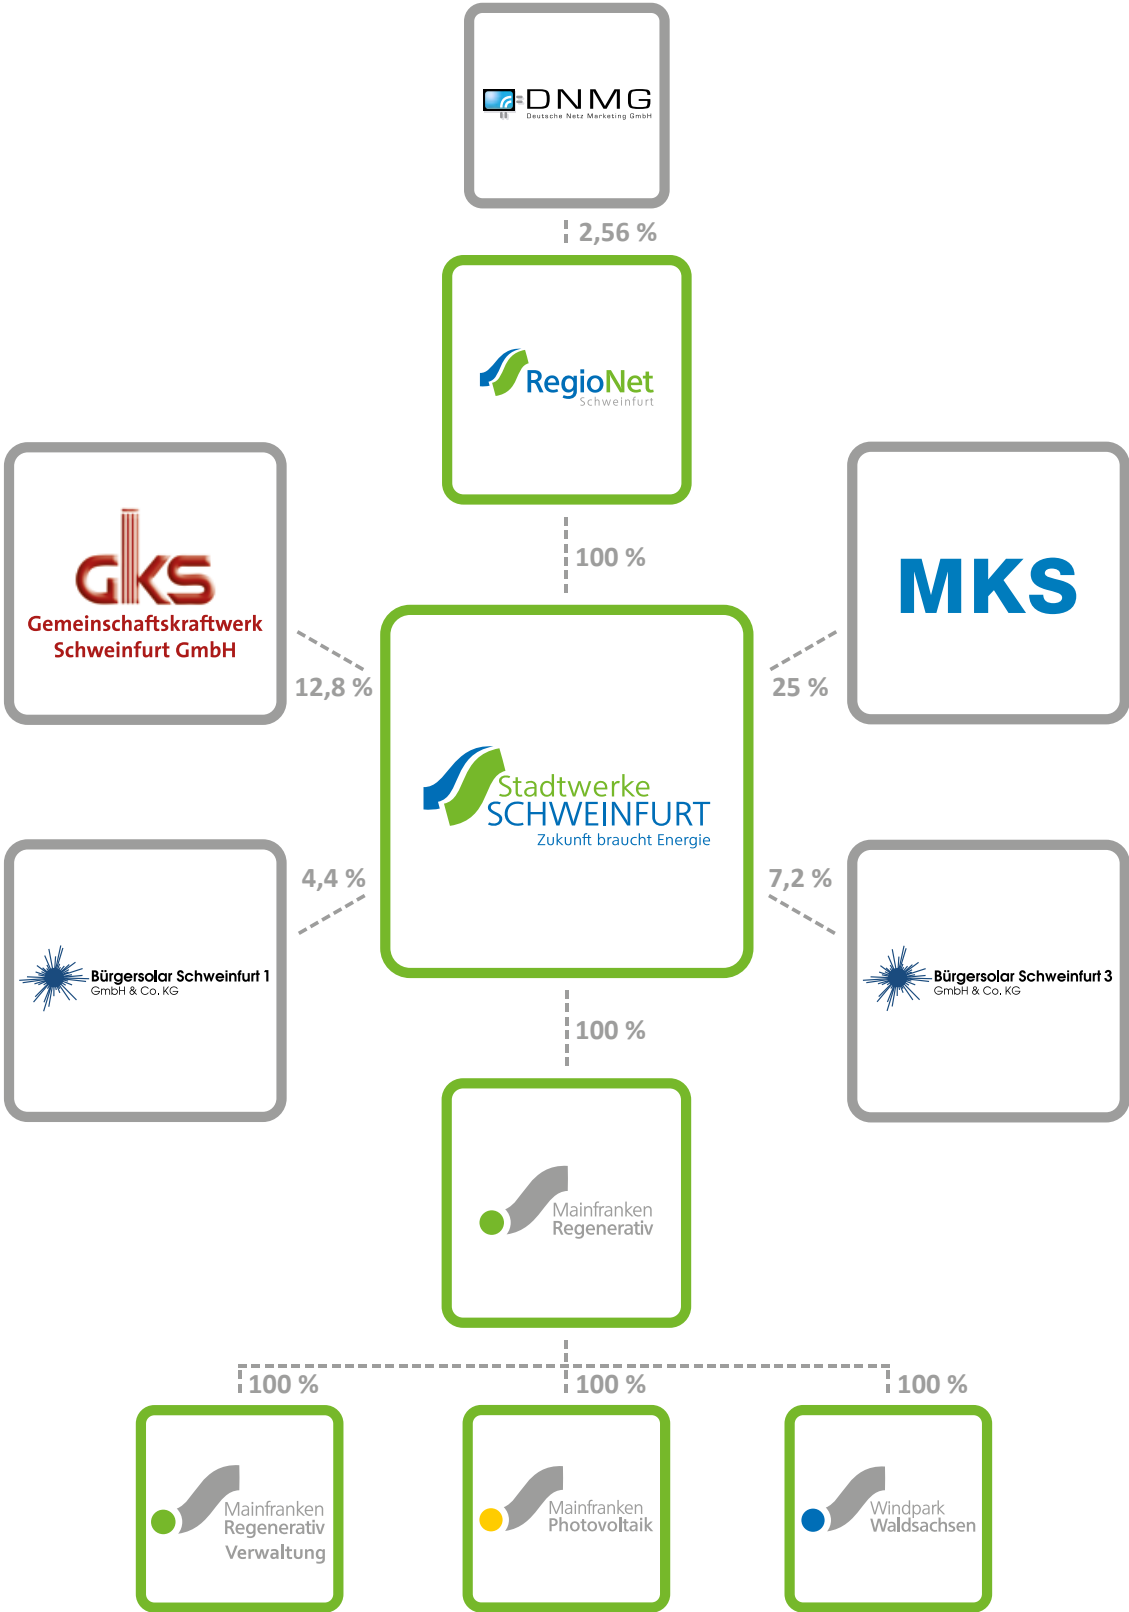 DNMG
Deutsche Netz Marketing GmbH
2,56 %
RegioNet
Schweinfurt
100 %
GKS
Gemeinschaftskraftwerk
Schweinfurt GmbH
12,8 %
MKS
25 %
Stadtwerke
SCHWEINFURT
Zukunft braucht Energie
4,4 %
Bürgersolar Schweinfurt 1
GmbH & Co. KG
7,2 %
Bürgersolar Schweinfurt 3
GmbH & Co. KG
100 %
Mainfranken
Regenerativ
100 %
100 %
100 %
Mainfranken
Regenerativ
Verwaltung
Mainfranken
Photovoltaik
Windpark
Waldsachsen